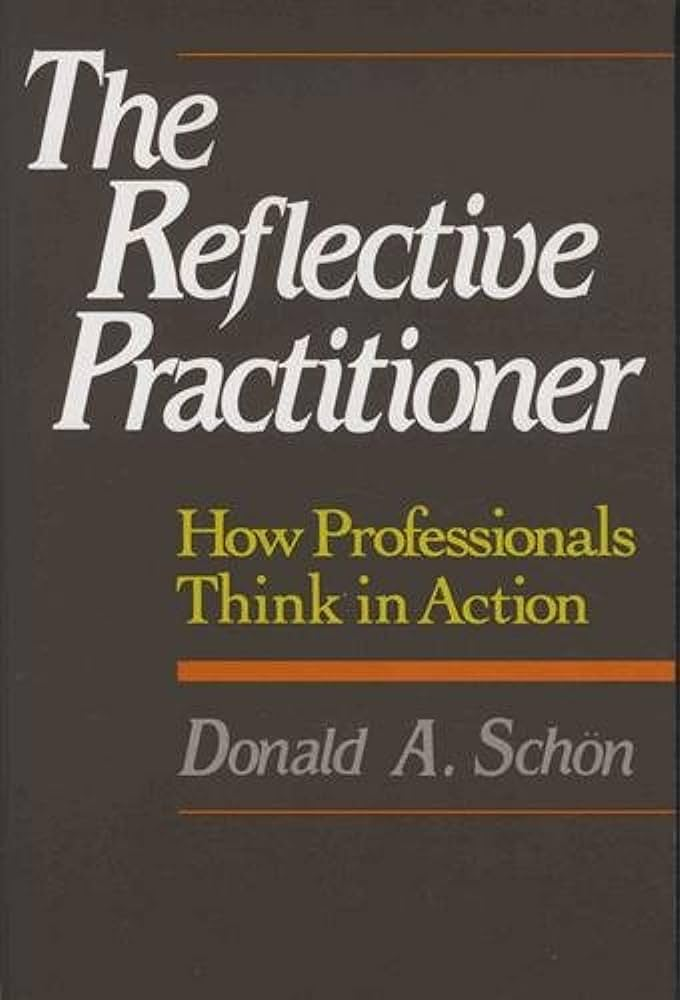 The
Reflective
Practitioner
How Professionals
Think in Action
Donald A. Schön